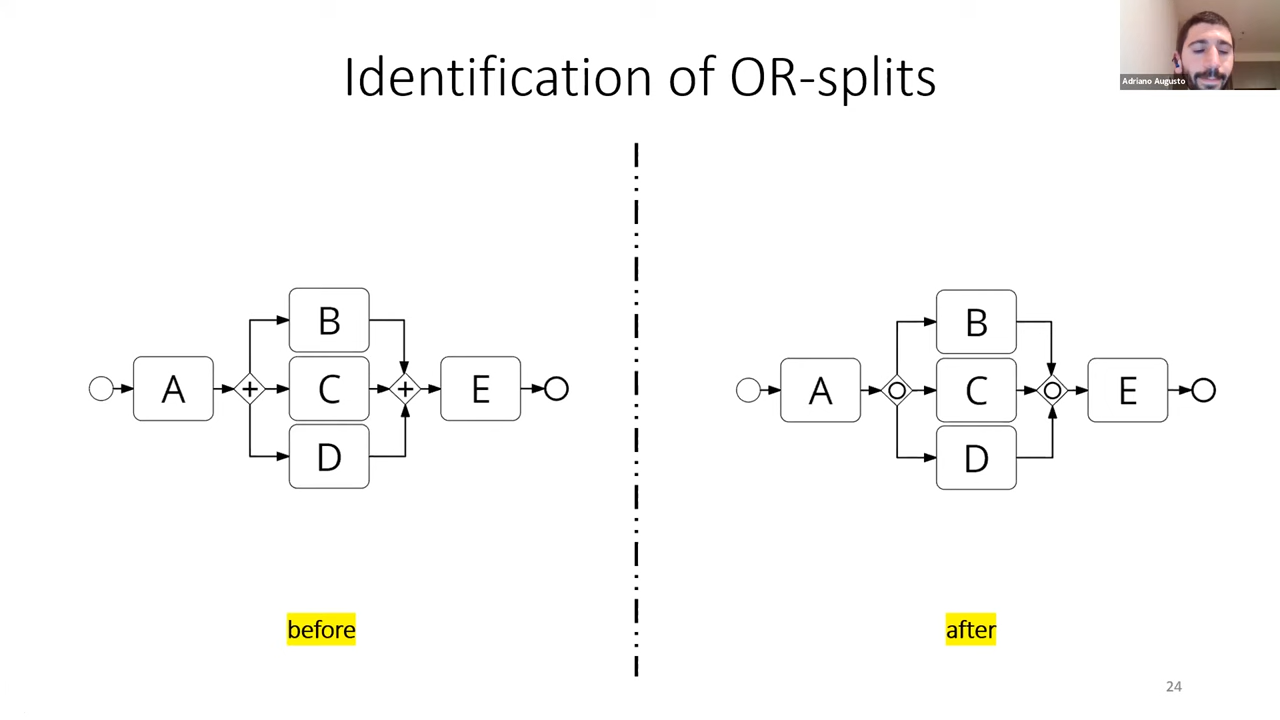 Identification of OR-splits
Adriano Augusto
B
A
C
E
D
B
A
C
E
D
before
after
24